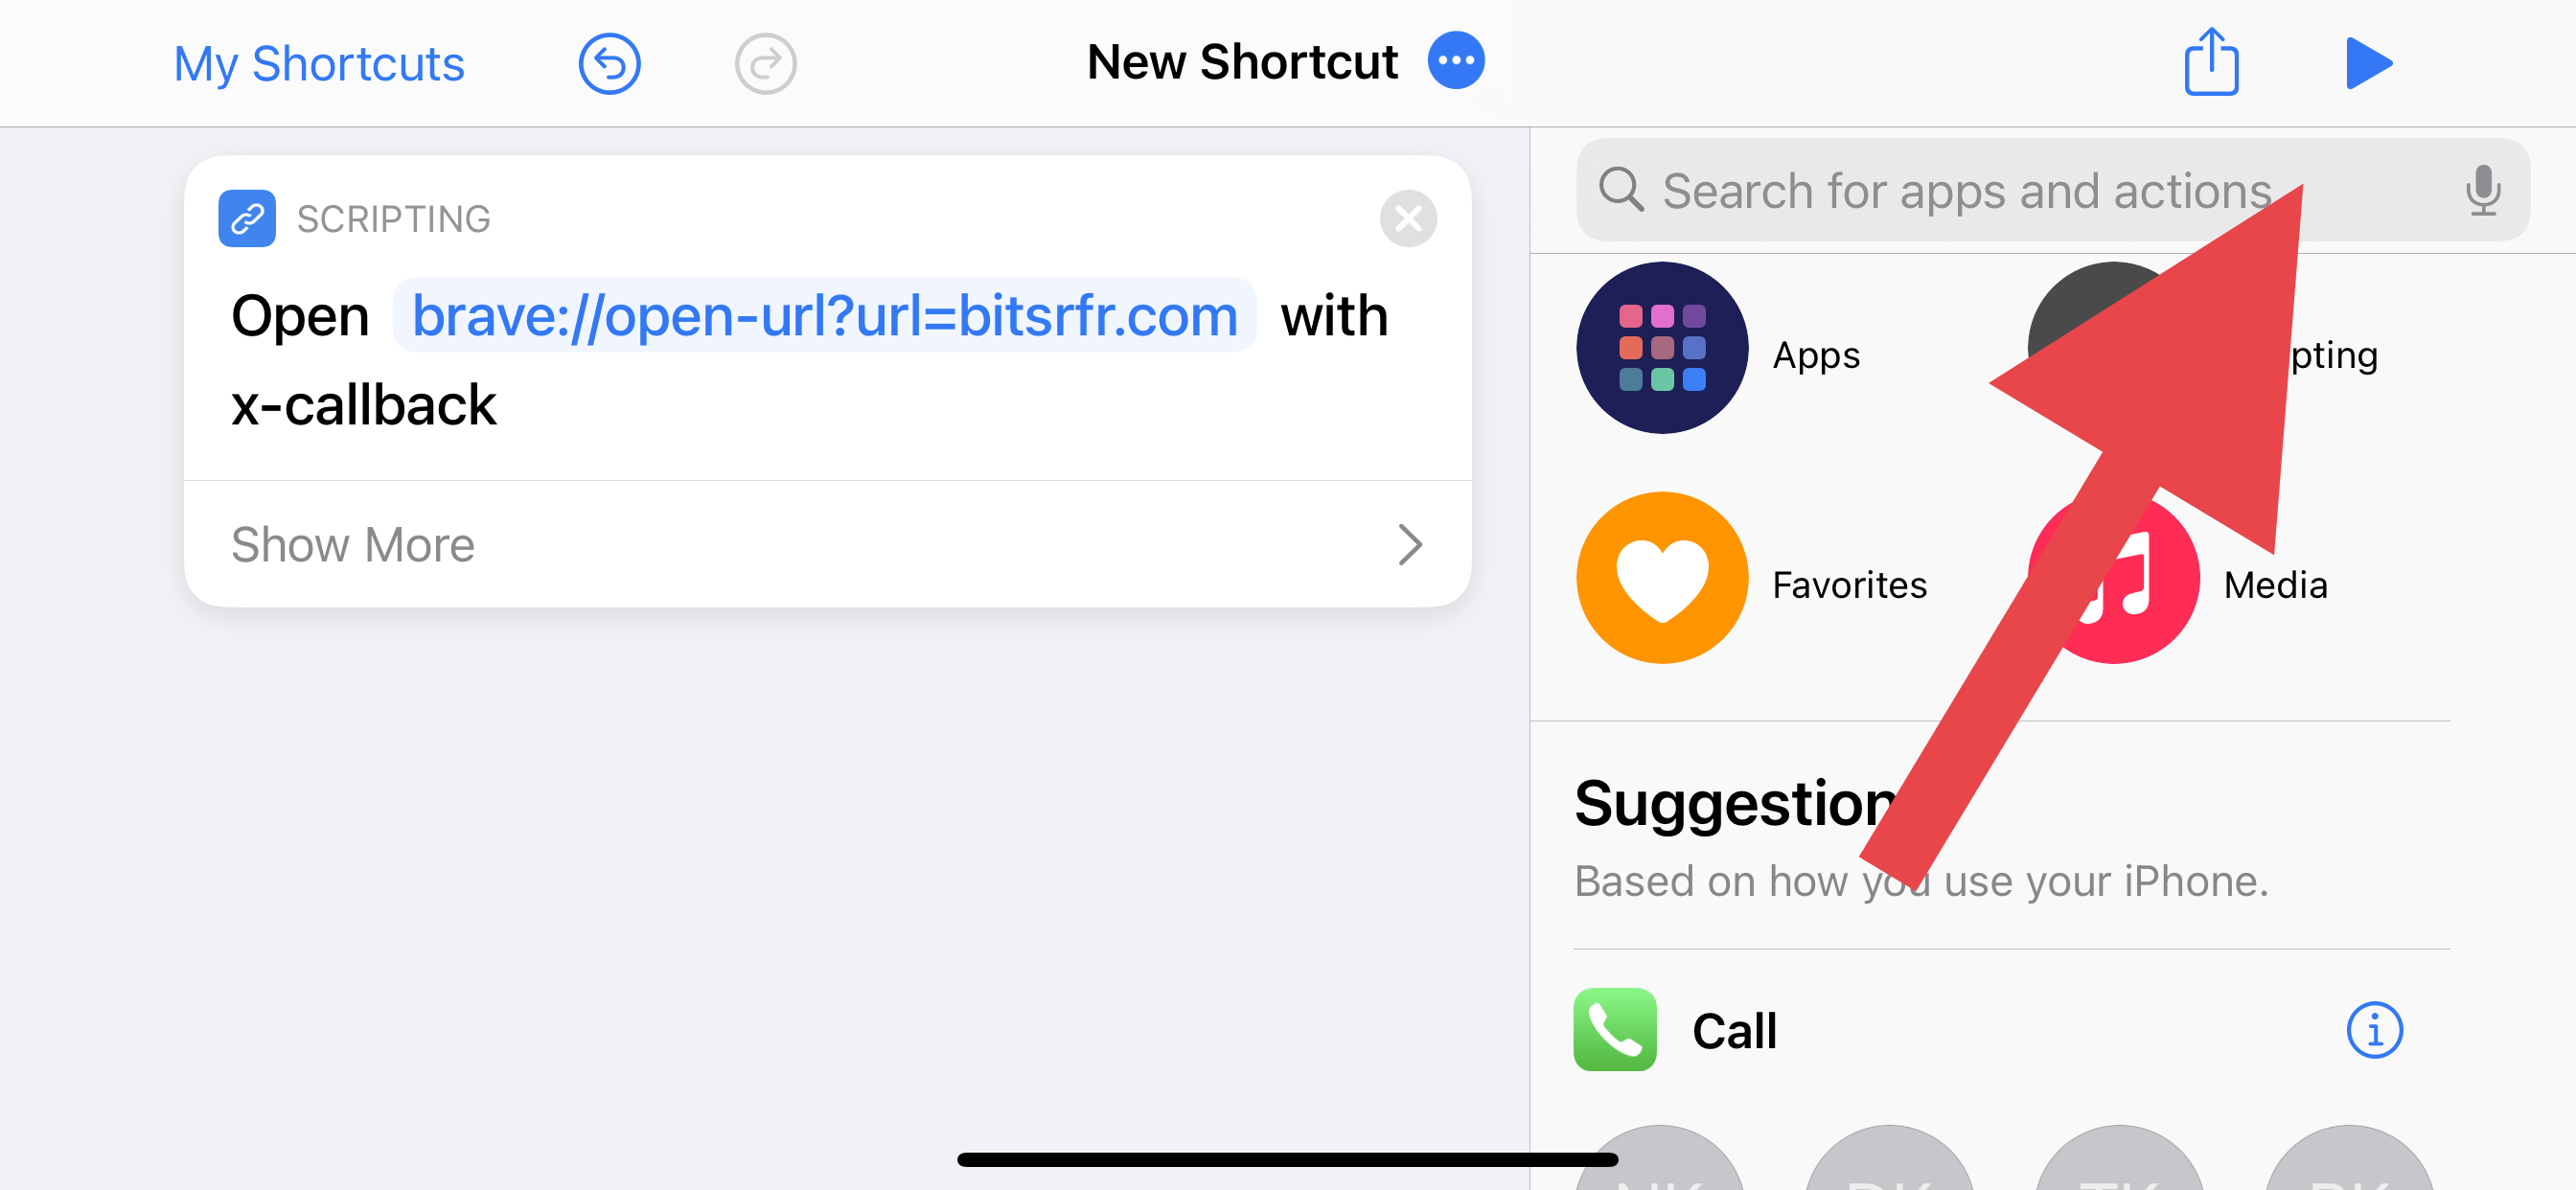 My Shortcuts
New Shortcut
SCRIPTING
Open brave://open-url?url=bitsrfr.com with
x-callback
Show More
Search for apps and actions
Apps
pting
Favorites
Media
Suggestion
Based on how you use your iPhone.
Call